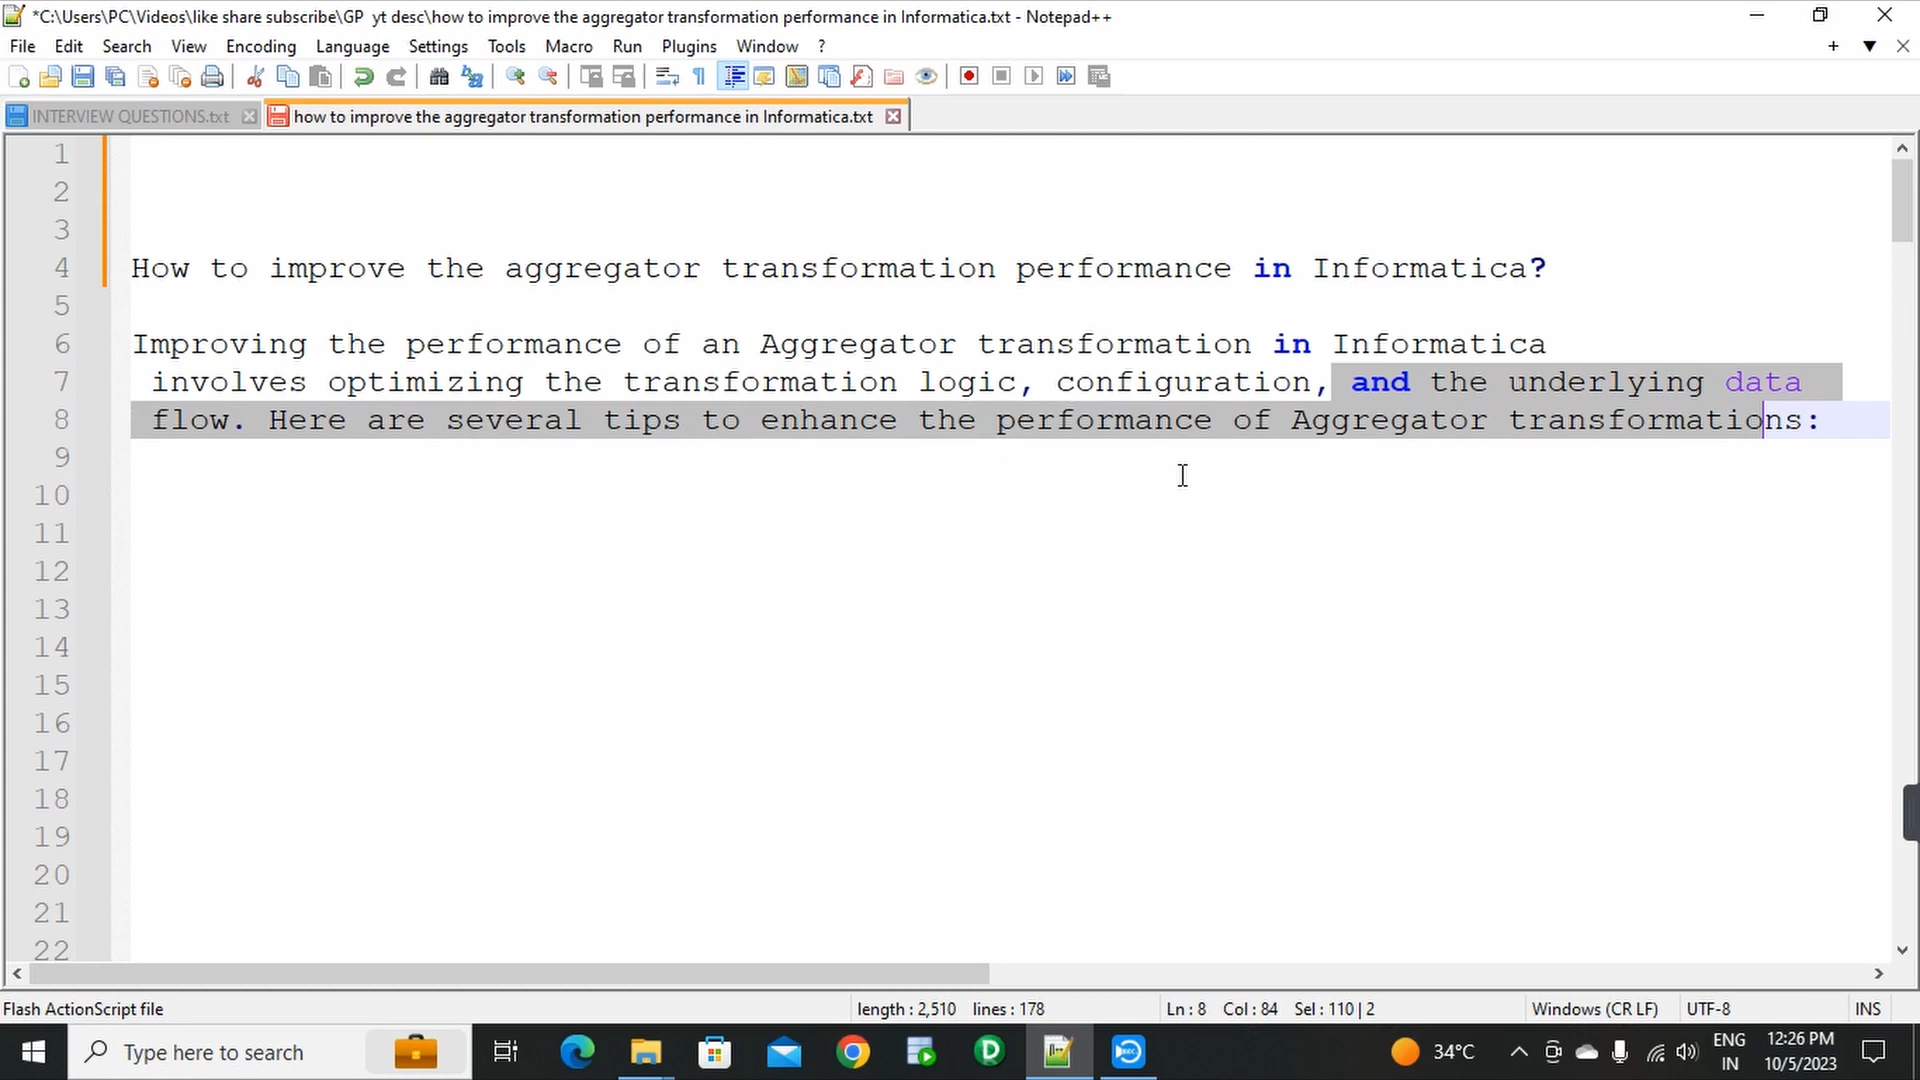 *C:\Users\PC\Videos\like share subscribe\GP  yt desc\how to improve the aggregator transformation performance in Informatica.txt - Notepad++
File Edit Search View Encoding Language Settings Tools Macro Run Plugins Window ?
INTERVIEW QUESTIONS.txt how to improve the aggregator transformation performance in Informatica.txt
1
2
3
4 How to improve the aggregator transformation performance in Informatica?
5
6 Improving the performance of an Aggregator transformation in Informatica
7 involves optimizing the transformation logic, configuration, and the underlying data
8 flow. Here are several tips to enhance the performance of Aggregator transformations:
9
10
11
12
13
14
15
16
17
18
19
20
21
22
Flash ActionScript file length : 2,510 lines : 178 Ln : 8 Col : 84 Sel : 110 | 2 Windows (CR LF) UTF-8 INS
Type here to search 34°C ENG 12:26 PM
IN 10/5/2023